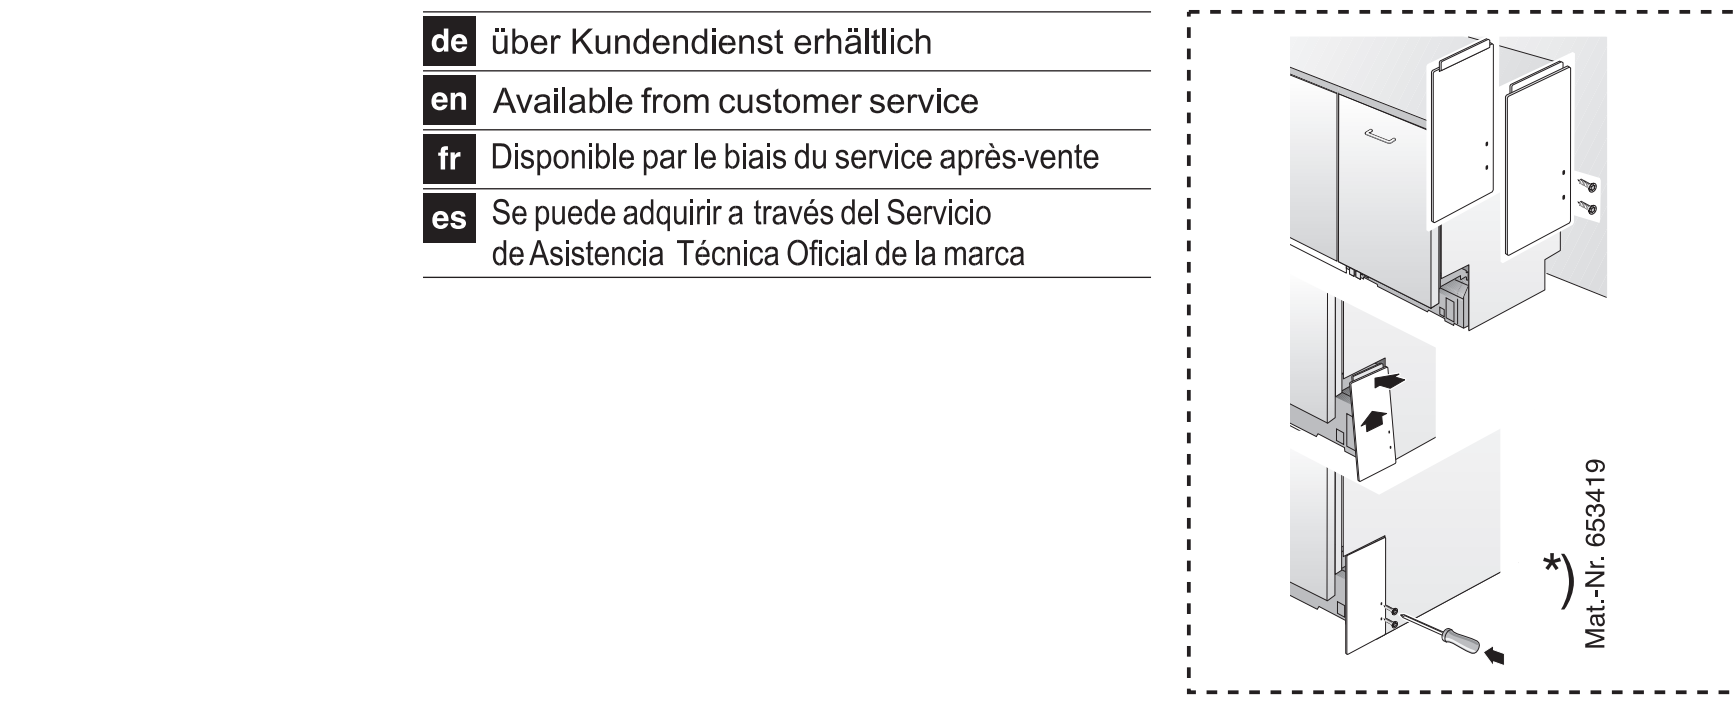 de über Kundendienst erhältlich
en Available from customer service
fr Disponible par le biais du service après-vente
es Se puede adquirir a través del Servicio
de Asistencia Técnica Oficial de la marca
*)
Mat.-Nr. 653419